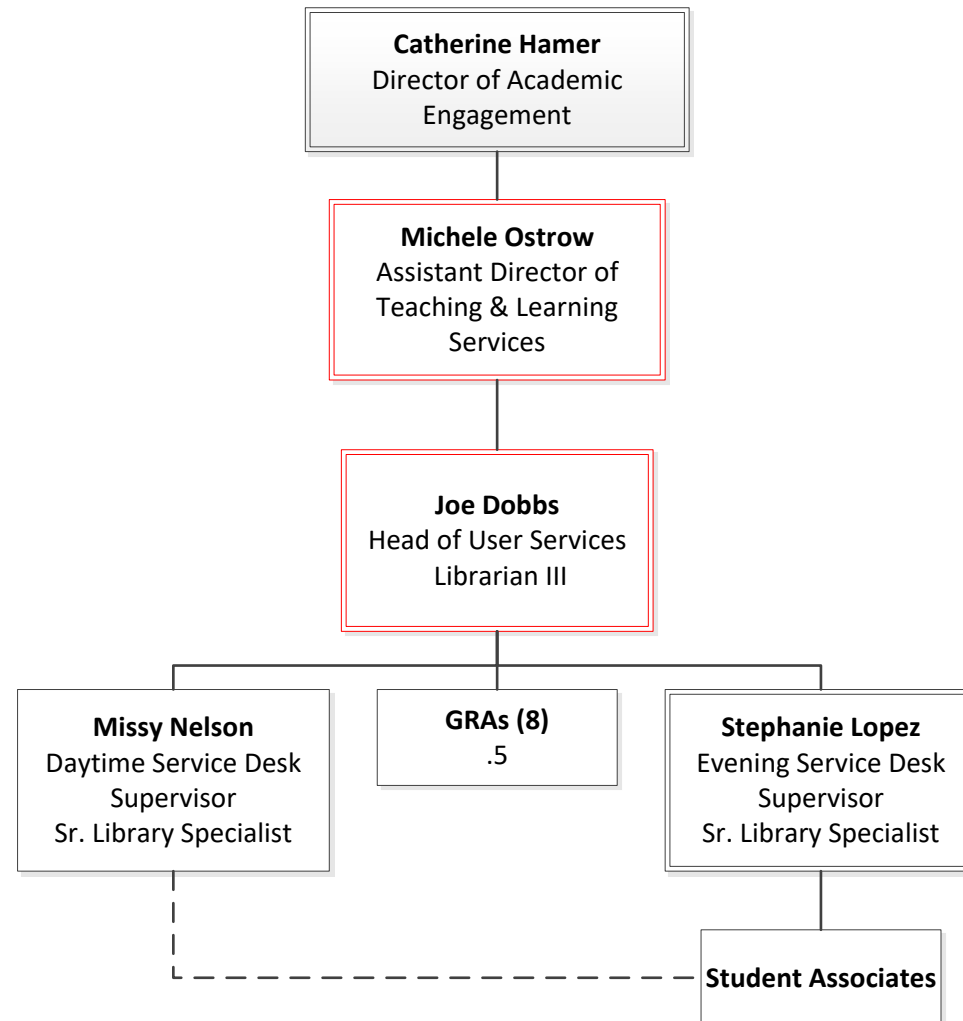 Catherine Hamer
Director of Academic
Engagement
Michele Ostrow
Assistant Director of
Teaching & Learning
Services
Joe Dobbs
Head of User Services
Librarian III
Missy Nelson
Daytime Service Desk
Supervisor
Sr. Library Specialist
GRAs (8)
.5
Stephanie Lopez
Evening Service Desk
Supervisor
Sr. Library Specialist
Student Associates